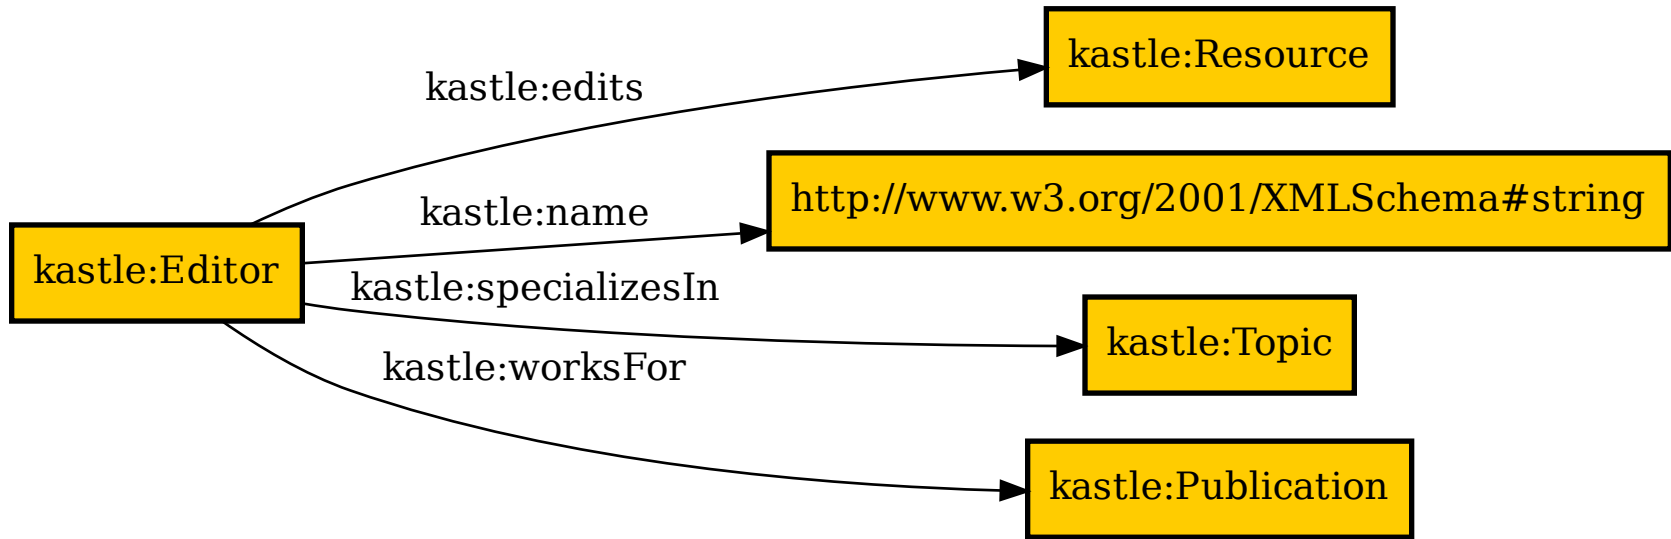 kastle:edits
kastle:Resource
kastle:name
http://www.w3.org/2001/XMLSchema#string
kastle:Editor
kastle:specializesIn
kastle:Topic
kastle:worksFor
kastle:Publication